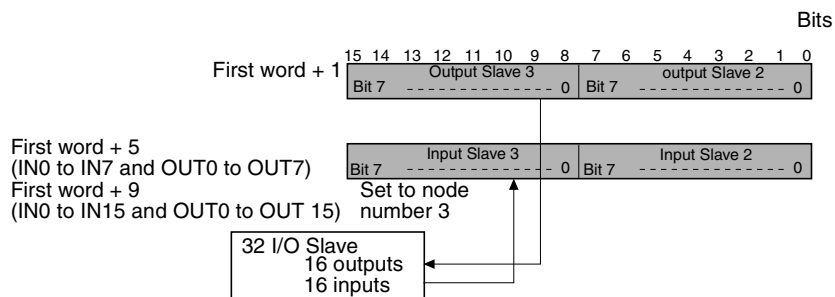 Bits
15 14 13 12 11 10 9 8 7 6 5 4 3 2 1 0
First word + 1
Output Slave 3 output Slave 2
Bit 7 - - - - - - - - - - - - - - - 0 Bit 7 - - - - - - - - - - - - - - - 0
First word + 5
(IN0 to IN7 and OUT0 to OUT7)
Input Slave 3 Input Slave 2
Bit 7 - - - - - - - - - - - - - - - 0 Bit 7 - - - - - - - - - - - - - - - 0
First word + 9
(IN0 to IN15 and OUT0 to OUT 15)
Set to node
number 3
32 I/O Slave
16 outputs
16 inputs